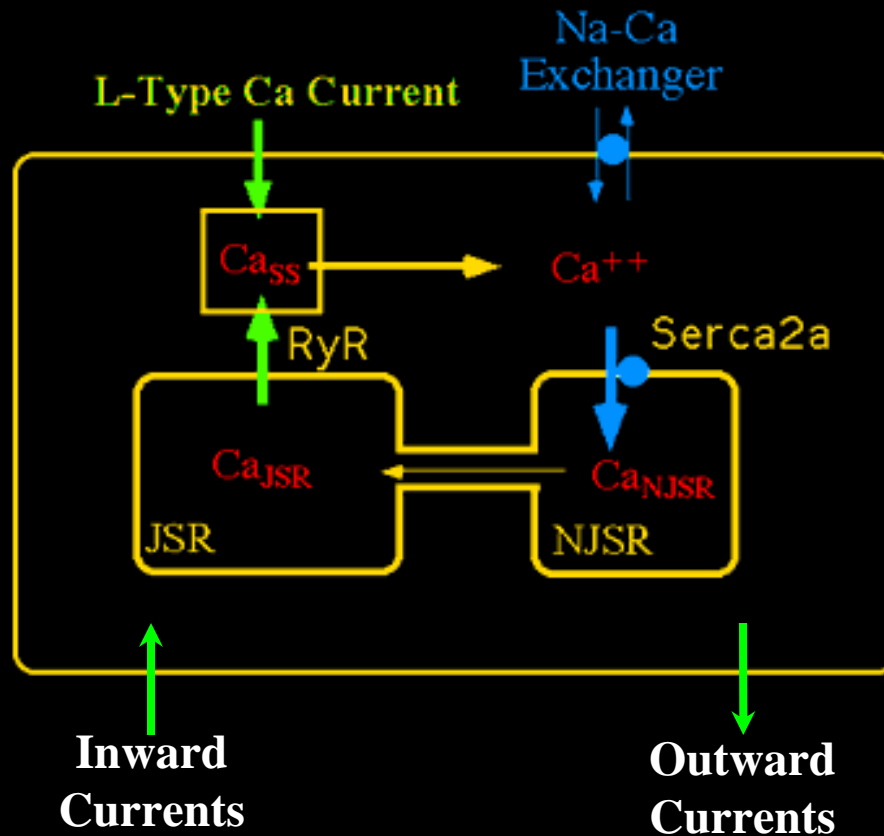 Na-Ca
Exchanger
L-Type Ca Current
CaSS
Ca++
RyR
Serca2a
CaJSR
CaNJSR
JSR
NJSR
Inward
Currents
Outward
Currents